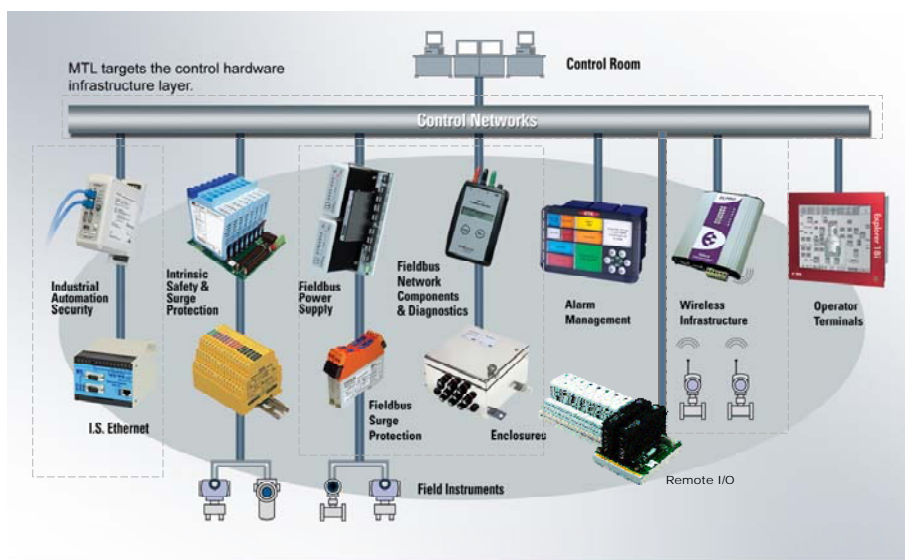 MTL targets the control hardware
infrastructure layer.
Control Room
Control Networks
Industrial
Automation
Security
Intrinsic
Safety &
Surge
Protection
Fieldbus
Power
Supply
Fieldbus
Network
Components
& Diagnostics
Alarm
Management
Wireless
Infrastructure
Operator
Terminals
Explorer 18i
I.S. Ethernet
Fieldbus
Surge
Protection
Enclosures
Remote I/O
Field Instruments